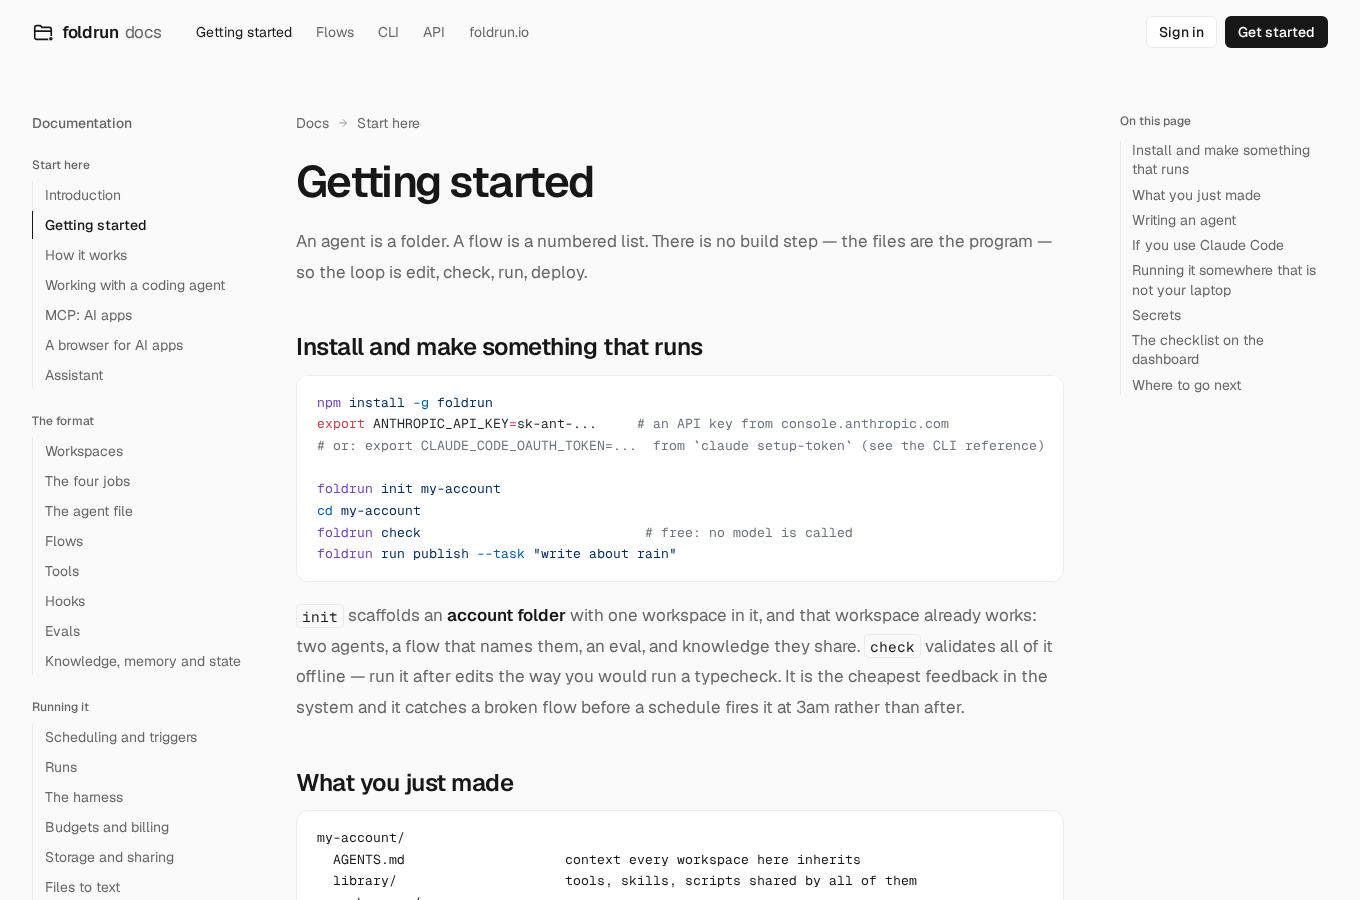 foldrun docs
Getting started
Flows
CLI
API
foldrun.io
Sign in
Get started
Documentation
Start here
Introduction
Getting started
How it works
Working with a coding agent
MCP: AI apps
A browser for AI apps
Assistant
The format
Workspaces
The four jobs
The agent file
Flows
Tools
Hooks
Evals
Knowledge, memory and state
Running it
Scheduling and triggers
Runs
The harness
Budgets and billing
Storage and sharing
Files to text
Docs → Start here
Getting started
An agent is a folder. A flow is a numbered list. There is no build step — the files are the program —
so the loop is edit, check, run, deploy.
Install and make something that runs
npm install -g foldrun
export ANTHROPIC_API_KEY=sk-ant-...     # an API key from console.anthropic.com
# or: export CLAUDE_CODE_OAUTH_TOKEN=...  from `claude setup-token` (see the CLI reference)
foldrun init my-account
cd my-account
foldrun check                            # free: no model is called
foldrun run publish --task "write about rain"
init scaffolds an account folder with one workspace in it, and that workspace already works:
two agents, a flow that names them, an eval, and knowledge they share. check validates all of it
offline — run it after edits the way you would run a typecheck. It is the cheapest feedback in the
system and it catches a broken flow before a schedule fires it at 3am rather than after.
What you just made
my-account/
  AGENTS.md                    context every workspace here inherits
  library/                     tools, skills, scripts shared by all of them
On this page
Install and make something
that runs
What you just made
Writing an agent
If you use Claude Code
Running it somewhere that is
not your laptop
Secrets
The checklist on the
dashboard
Where to go next